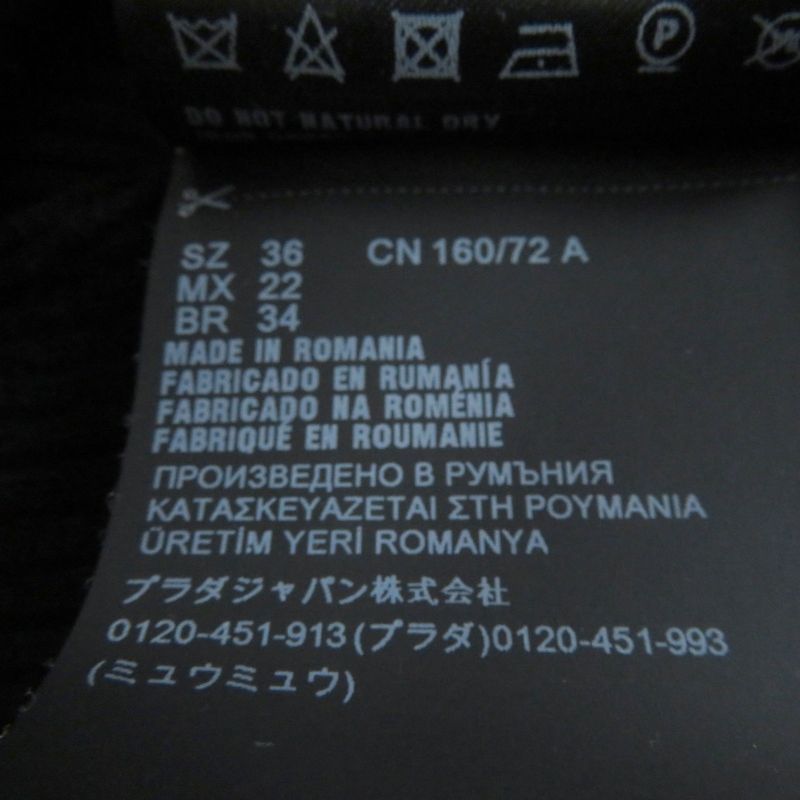 DO NOT NATURAL DRY
SZ 36 CN 160/72 A
MX 22
BR 34
MADE IN ROMANIA
FABRICADO EN RUMANÍA
FABRICADO NA ROMÉNIA
FABRIQUÉ EN ROUMANIE
ПРОИЗВЕДЕНО В РУМЪНИЯ
ΚΑΤΑΣΚΕΥΑΖΕΤΑΙ ΣΤΗ ΡΟΥΜΑΝΙΑ
ÜRETİM YERİ ROMANYA
プラダジャパン株式会社
0120-451-913(プラダ)0120-451-993
(ミュウミュウ)